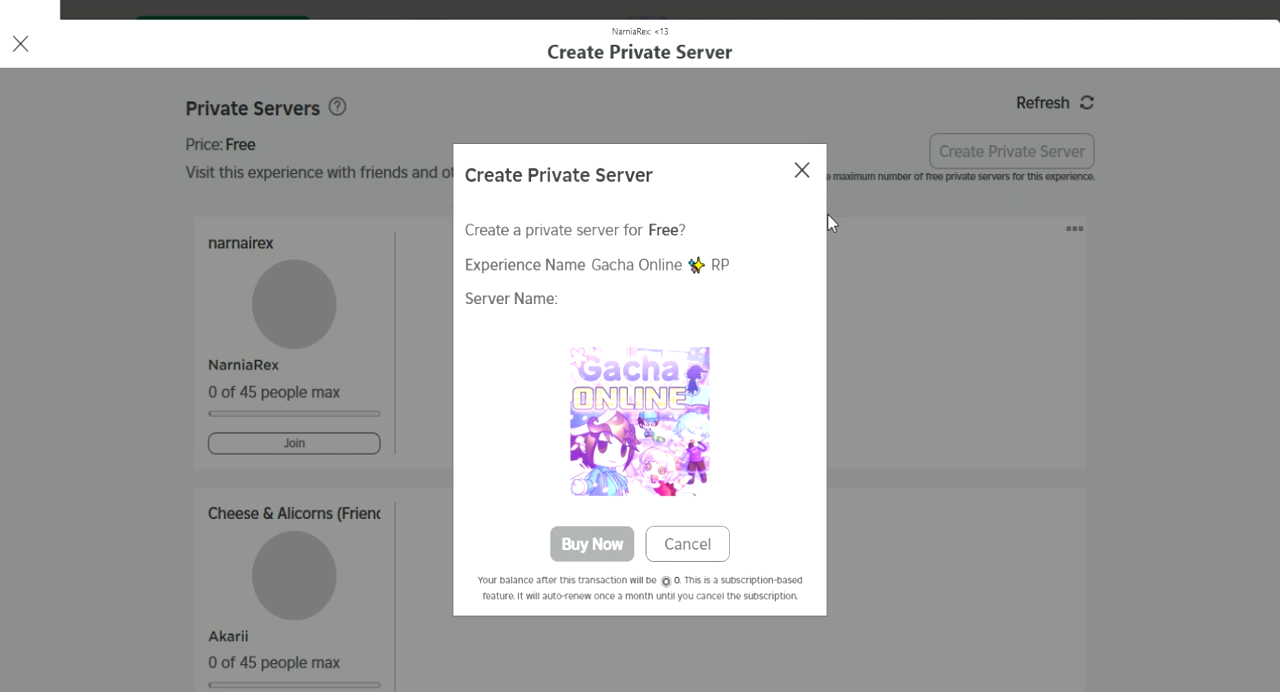 NarniaRex: <13
Create Private Server
Private Servers
Refresh
Price: Free
Create Private Server
Visit this experience with friends and
maximum number of free private servers for this experience.
Create Private Server
Create a private server for Free?
Experience Name Gacha Online ✨ RP
Server Name:
Gacha
ONLINE
Buy Now
Cancel
Your balance after this transaction will be 0. This is a subscription-based
feature. It will auto-renew once a month until you cancel the subscription.
narnairex
NarniaRex
0 of 45 people max
Join
Cheese & Alicorns (Friend
Akarii
0 of 45 people max